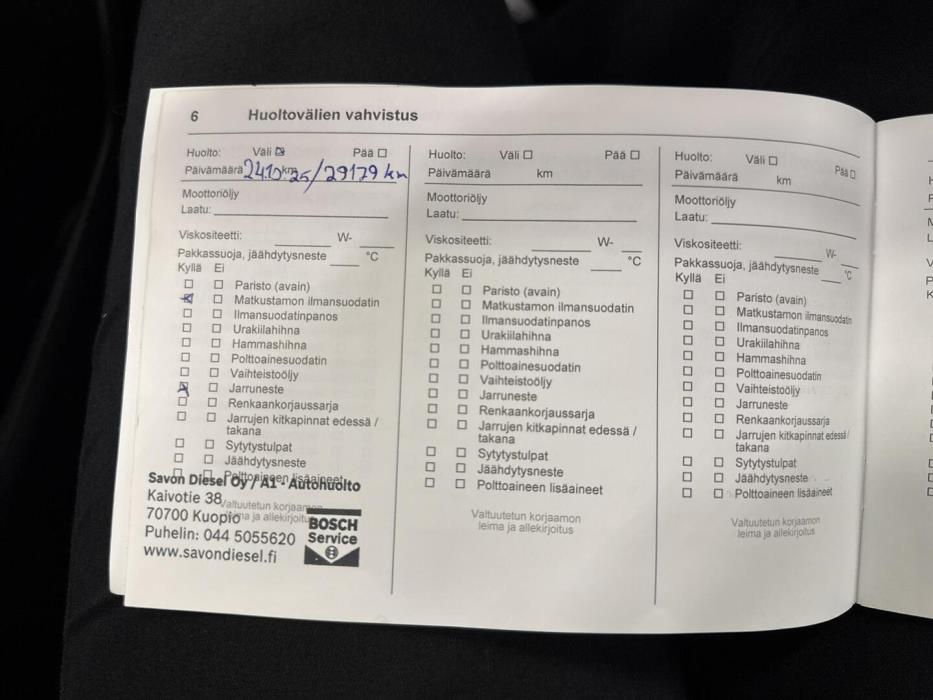 6 Huoltovälien vahvistus
Huolto: Väli ☒ Pää ☐
Päivämäärä 24.10.25 / 29179 km km
Moottoriöljy
Laatu:
Viskositeetti: W-
Pakkassuoja, jäähdytysneste °C
Kyllä Ei
☐ ☐ Paristo (avain)
☒ ☐ Matkustamon ilmansuodatin
☐ ☐ Ilmansuodatinpanos
☐ ☐ Urakiilahihna
☐ ☐ Hammashihna
☐ ☐ Polttoainesuodatin
☐ ☐ Vaihteistoöljy
☒ ☐ Jarruneste
☐ ☐ Renkaankorjaussarja
☐ ☐ Jarrujen kitkapinnat edessä /
takana
☐ ☐ Sytytystulpat
☐ ☐ Jäähdytysneste
☐ ☐ Polttoaineen lisäaineet
Savon Diesel Oy / A1 - Autohuolto
Kaivotie 38
Valtuutetun korjaamon
70700 Kuopio
leima ja allekirjoitus
Puhelin: 044 5055620
www.savondiesel.fi
BOSCH
Service
Huolto: Väli ☐ Pää ☐
Päivämäärä km
Moottoriöljy
Laatu:
Viskositeetti: W-
Pakkassuoja, jäähdytysneste °C
Kyllä Ei
☐ ☐ Paristo (avain)
☐ ☐ Matkustamon ilmansuodatin
☐ ☐ Ilmansuodatinpanos
☐ ☐ Urakiilahihna
☐ ☐ Hammashihna
☐ ☐ Polttoainesuodatin
☐ ☐ Vaihteistoöljy
☐ ☐ Jarruneste
☐ ☐ Renkaankorjaussarja
☐ ☐ Jarrujen kitkapinnat edessä /
takana
☐ ☐ Sytytystulpat
☐ ☐ Jäähdytysneste
☐ ☐ Polttoaineen lisäaineet
Valtuutetun korjaamon
leima ja allekirjoitus
Huolto: Väli ☐ Pää ☐
Päivämäärä km
Moottoriöljy
Laatu:
Viskositeetti: W-
Pakkassuoja, jäähdytysneste °C
Kyllä Ei
☐ ☐ Paristo (avain)
☐ ☐ Matkustamon ilmansuodatin
☐ ☐ Ilmansuodatinpanos
☐ ☐ Urakiilahihna
☐ ☐ Hammashihna
☐ ☐ Polttoainesuodatin
☐ ☐ Vaihteistoöljy
☐ ☐ Jarruneste
☐ ☐ Renkaankorjaussarja
☐ ☐ Jarrujen kitkapinnat edessä /
takana
☐ ☐ Sytytystulpat
☐ ☐ Jäähdytysneste
☐ ☐ Polttoaineen lisäaineet
Valtuutetun korjaamon
leima ja allekirjoitus